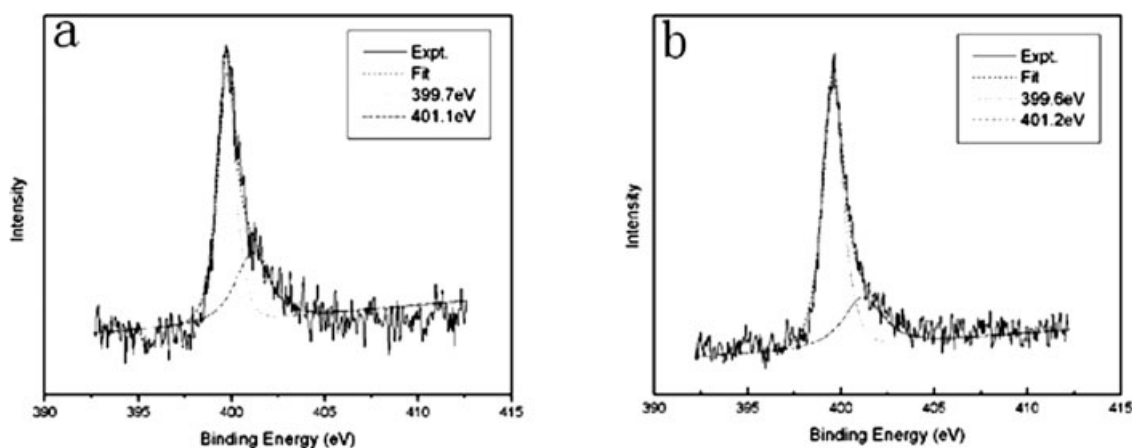 a
Expt.
Fit
399.7eV
401.1eV
Intensity
390 395 400 405 410 415
Binding Energy (eV)
b
Expt.
Fit
399.6eV
401.2eV
Intensity
390 395 400 405 410 415
Binding Energy (eV)